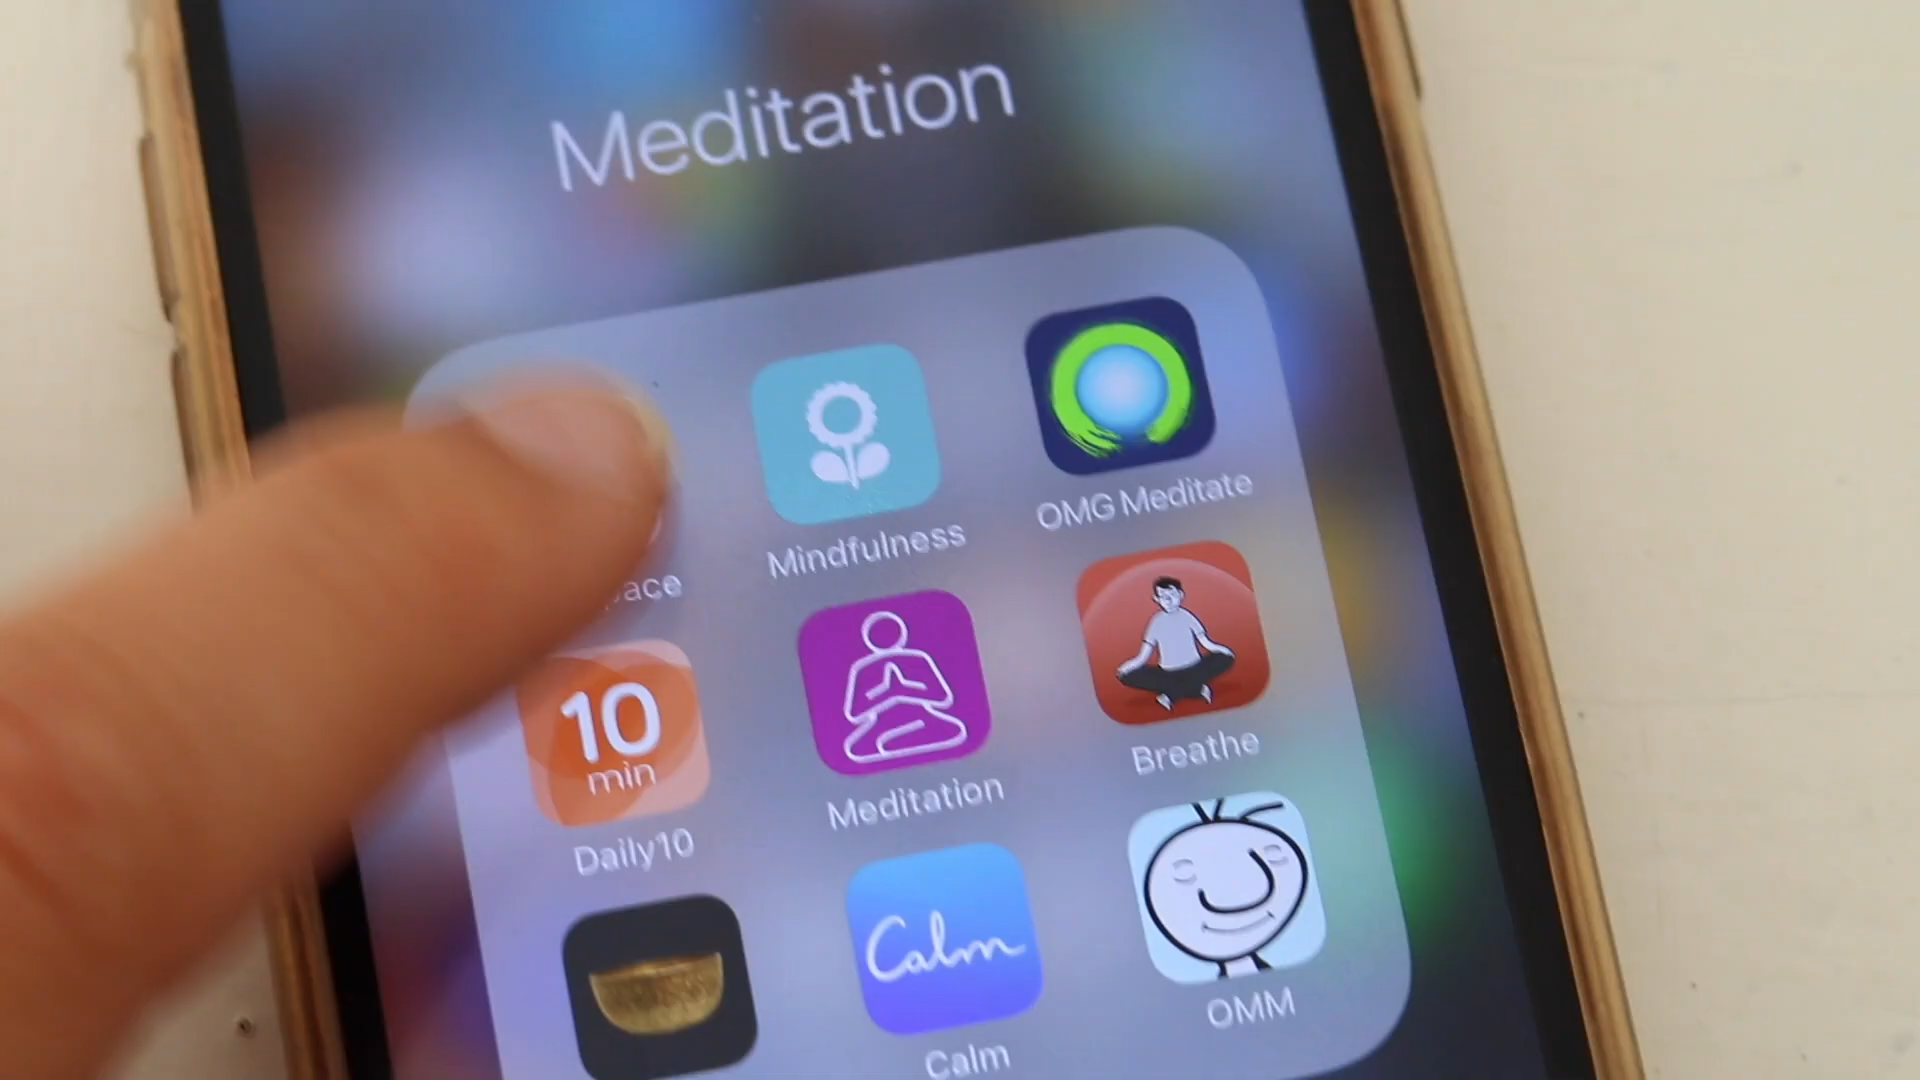 Meditation
Mindfulness
OMG Meditate
10
min
Daily10
Meditation
Breathe
Calm
Calm
OMM